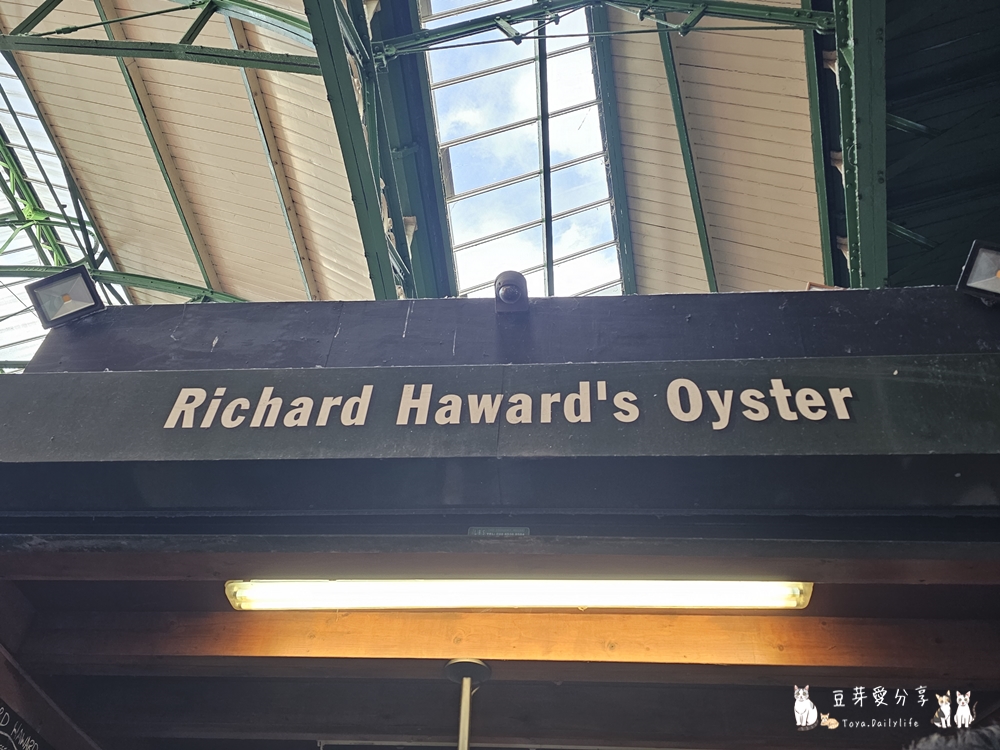 Richard Haward's Oyster
豆芽愛分享
Toya.Dailylife